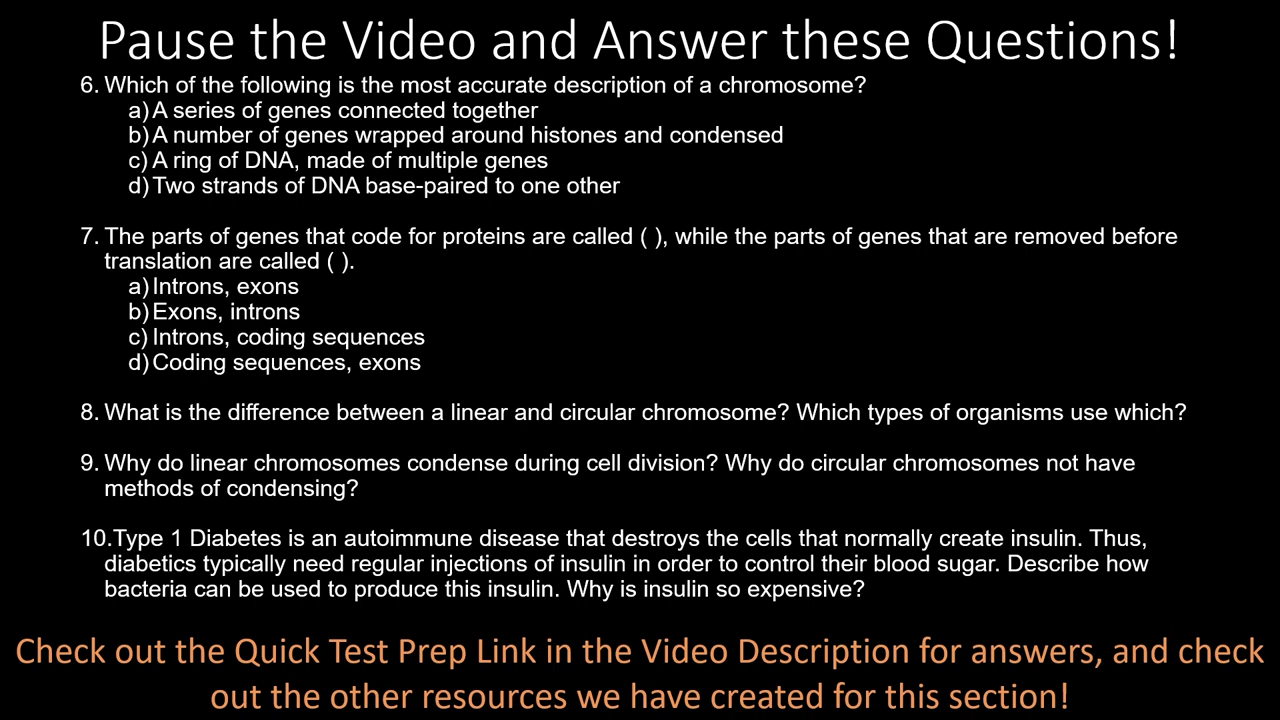 Pause the Video and Answer these Questions!
6. Which of the following is the most accurate description of a chromosome?
a) A series of genes connected together
b) A number of genes wrapped around histones and condensed
c) A ring of DNA, made of multiple genes
d) Two strands of DNA base-paired to one other
7. The parts of genes that code for proteins are called ( ), while the parts of genes that are removed before
translation are called ( ).
a) Introns, exons
b) Exons, introns
c) Introns, coding sequences
d) Coding sequences, exons
8. What is the difference between a linear and circular chromosome? Which types of organisms use which?
9. Why do linear chromosomes condense during cell division? Why do circular chromosomes not have
methods of condensing?
10.Type 1 Diabetes is an autoimmune disease that destroys the cells that normally create insulin. Thus,
diabetics typically need regular injections of insulin in order to control their blood sugar. Describe how
bacteria can be used to produce this insulin. Why is insulin so expensive?
Check out the Quick Test Prep Link in the Video Description for answers, and check
out the other resources we have created for this section!